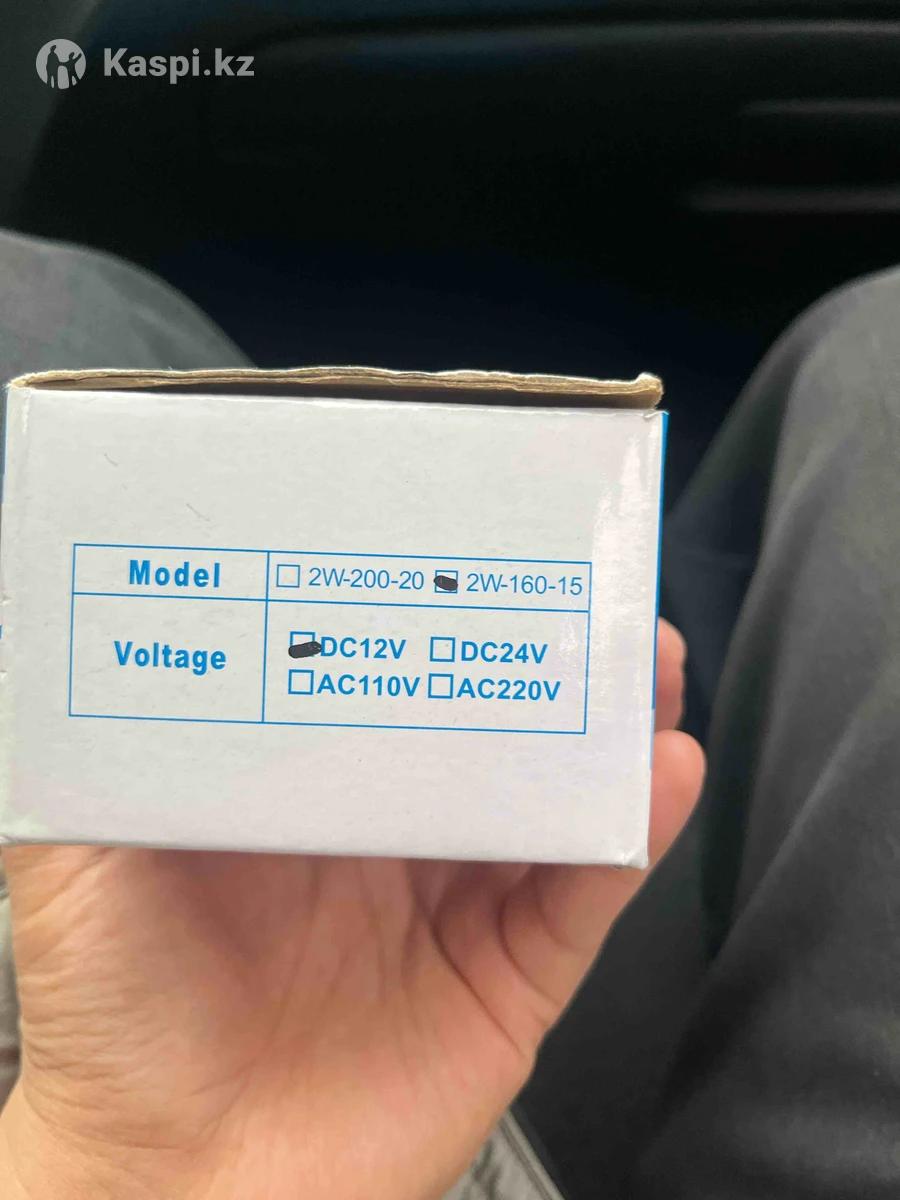 Kaspi.kz
Model 2W-200-20 2W-160-15
Voltage DC12V DC24V
AC110V AC220V